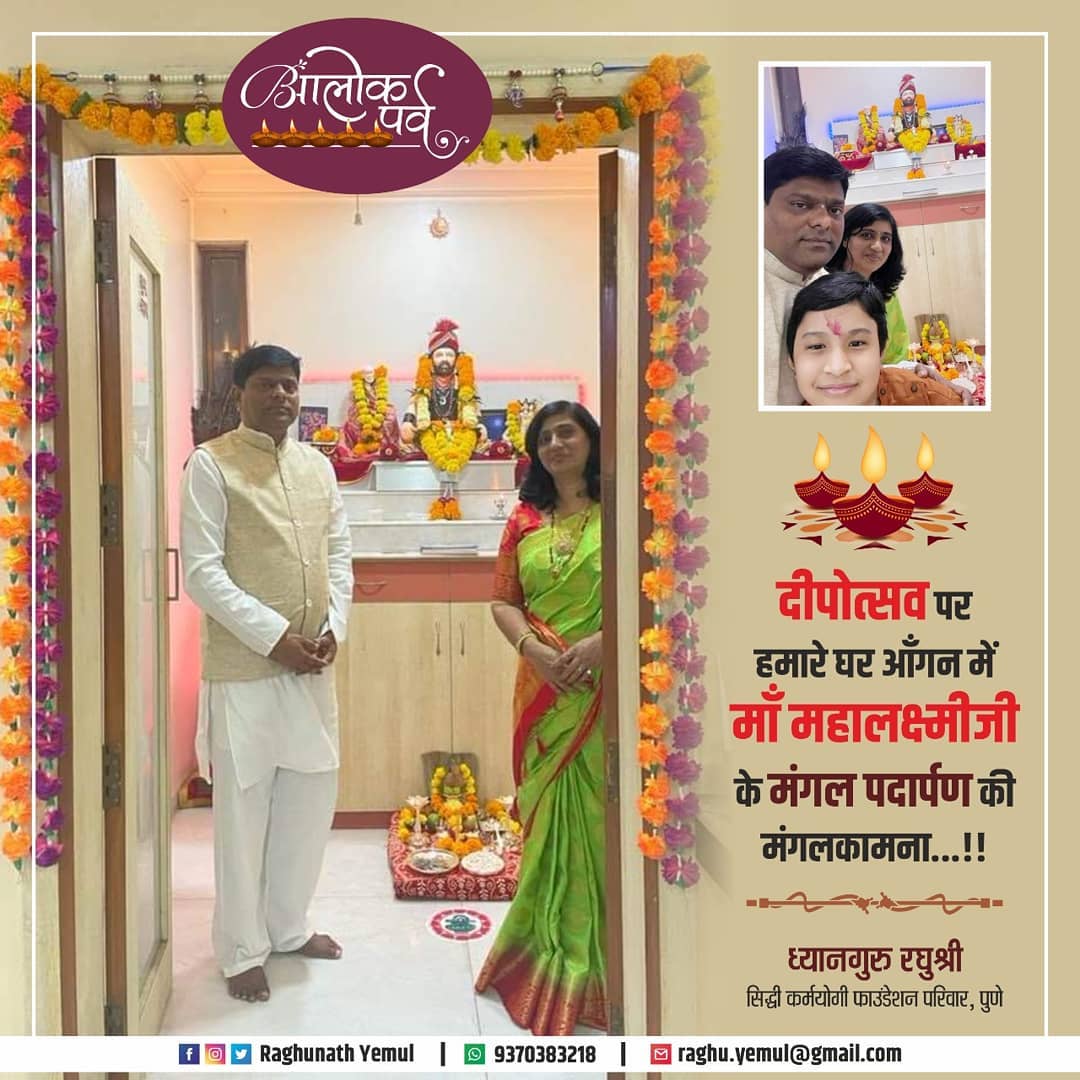 आलोक
पर्व
दीपोत्सव पर
हमारे घर आँगन में
माँ महालक्ष्मीजी
के मंगल पदार्पण की
मंगलकामना...!!
ध्यानगुरु रघुश्री
सिद्धी कर्मयोगी फाउंडेशन परिवार, पुणे
Raghunath Yemul | 9370383218 | raghu.yemul@gmail.com